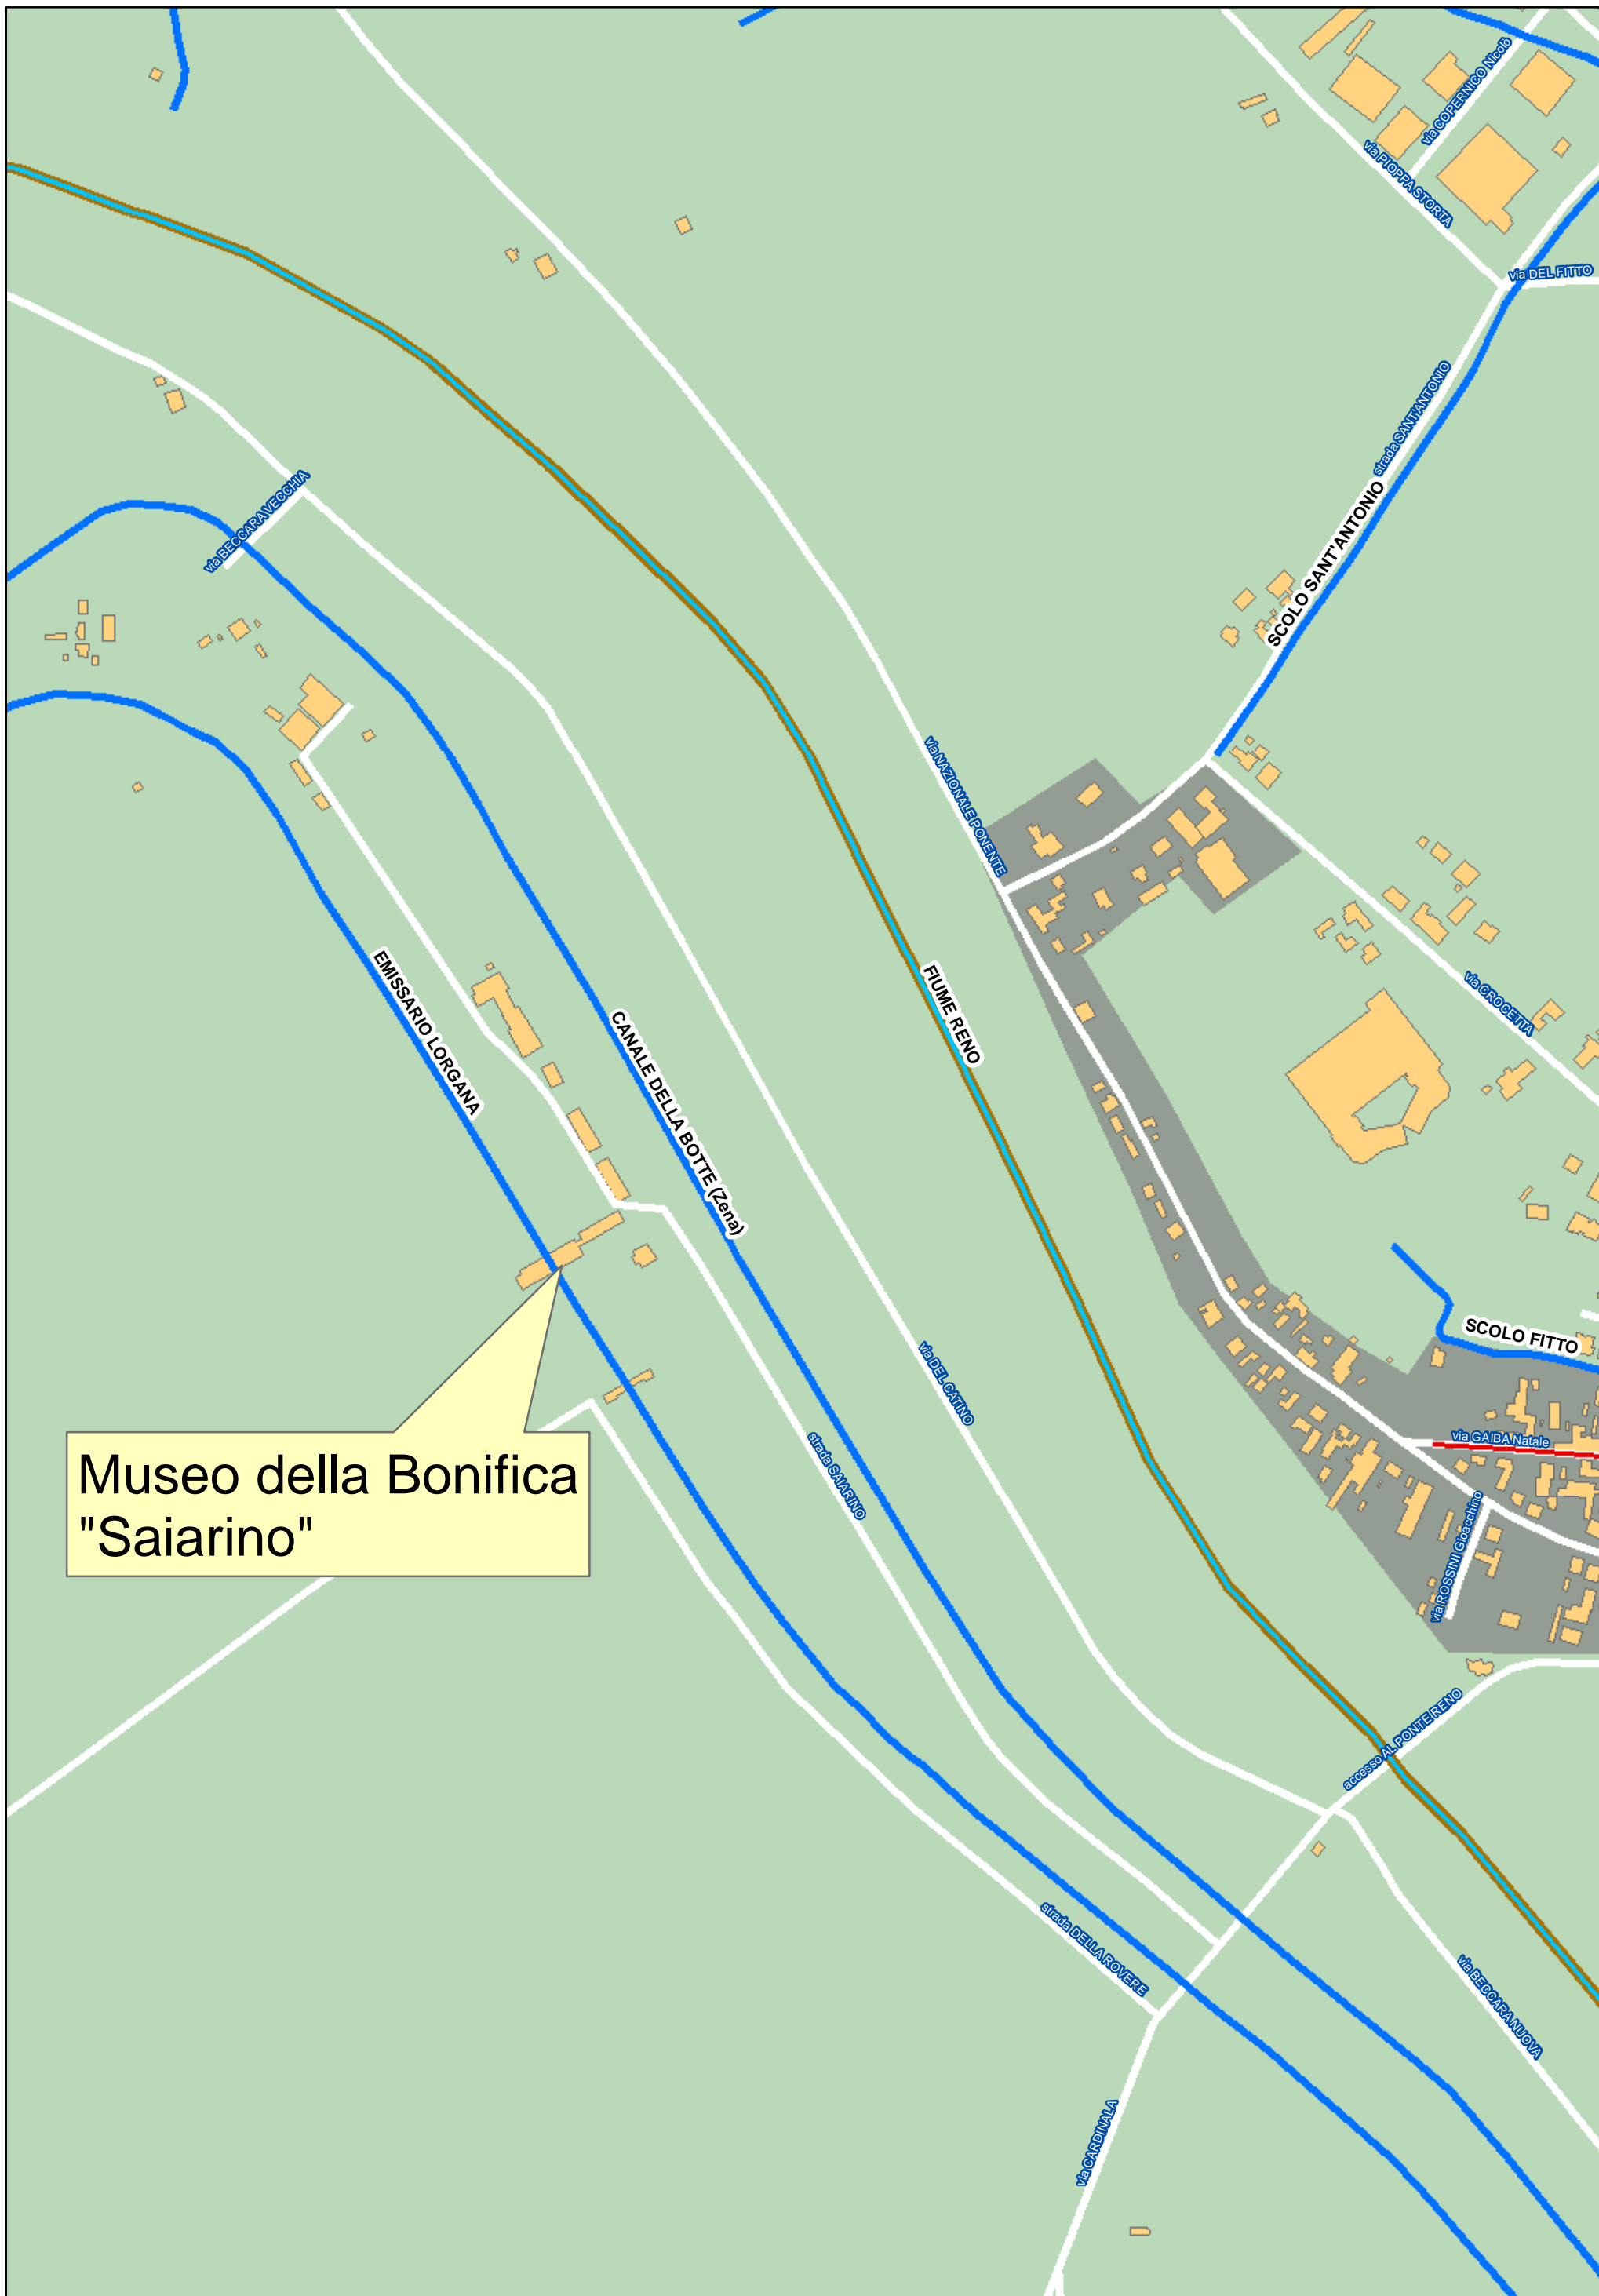 via COPERNICO Nicolò
via PIOPPA STORTA
via DEL FITTO
strada SANT'ANTONIO
SCOLO SANT'ANTONIO
via BECCARA VECCHIA
via NAZIONALE PONENTE
FIUME RENO
EMISSARIO LORGANA
CANALE DELLA BOTTE (Zena)
via CROCETTA
SCOLO FITTO
via DEL CATINO
strada SAIARINO
via GAIBA Natale
Museo della Bonifica
"Saiarino"
via ROSSINI Gioacchino
accesso AL PONTE RENO
strada DELLA ROVERE
via BECCARA NUOVA
via CARDINALA